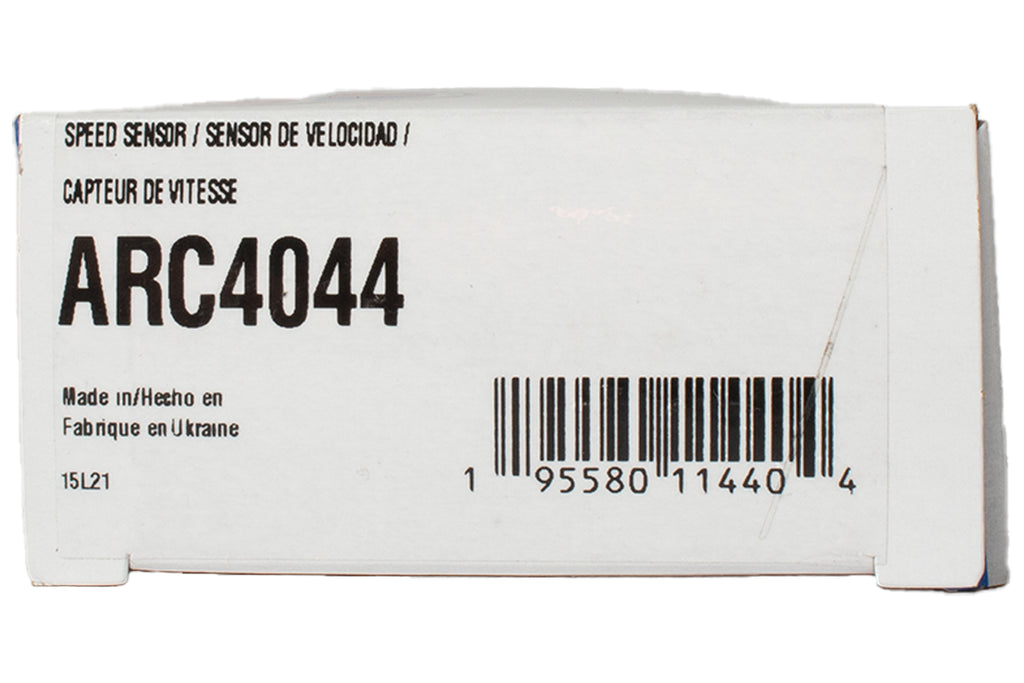 SPEED SENSOR / SENSOR DE VELOCIDAD /
CAPTEUR DE VITESSE
ARC4044
Made in/Hecho en
Fabrique en Ukraine
15L21
1 95580 11440 4